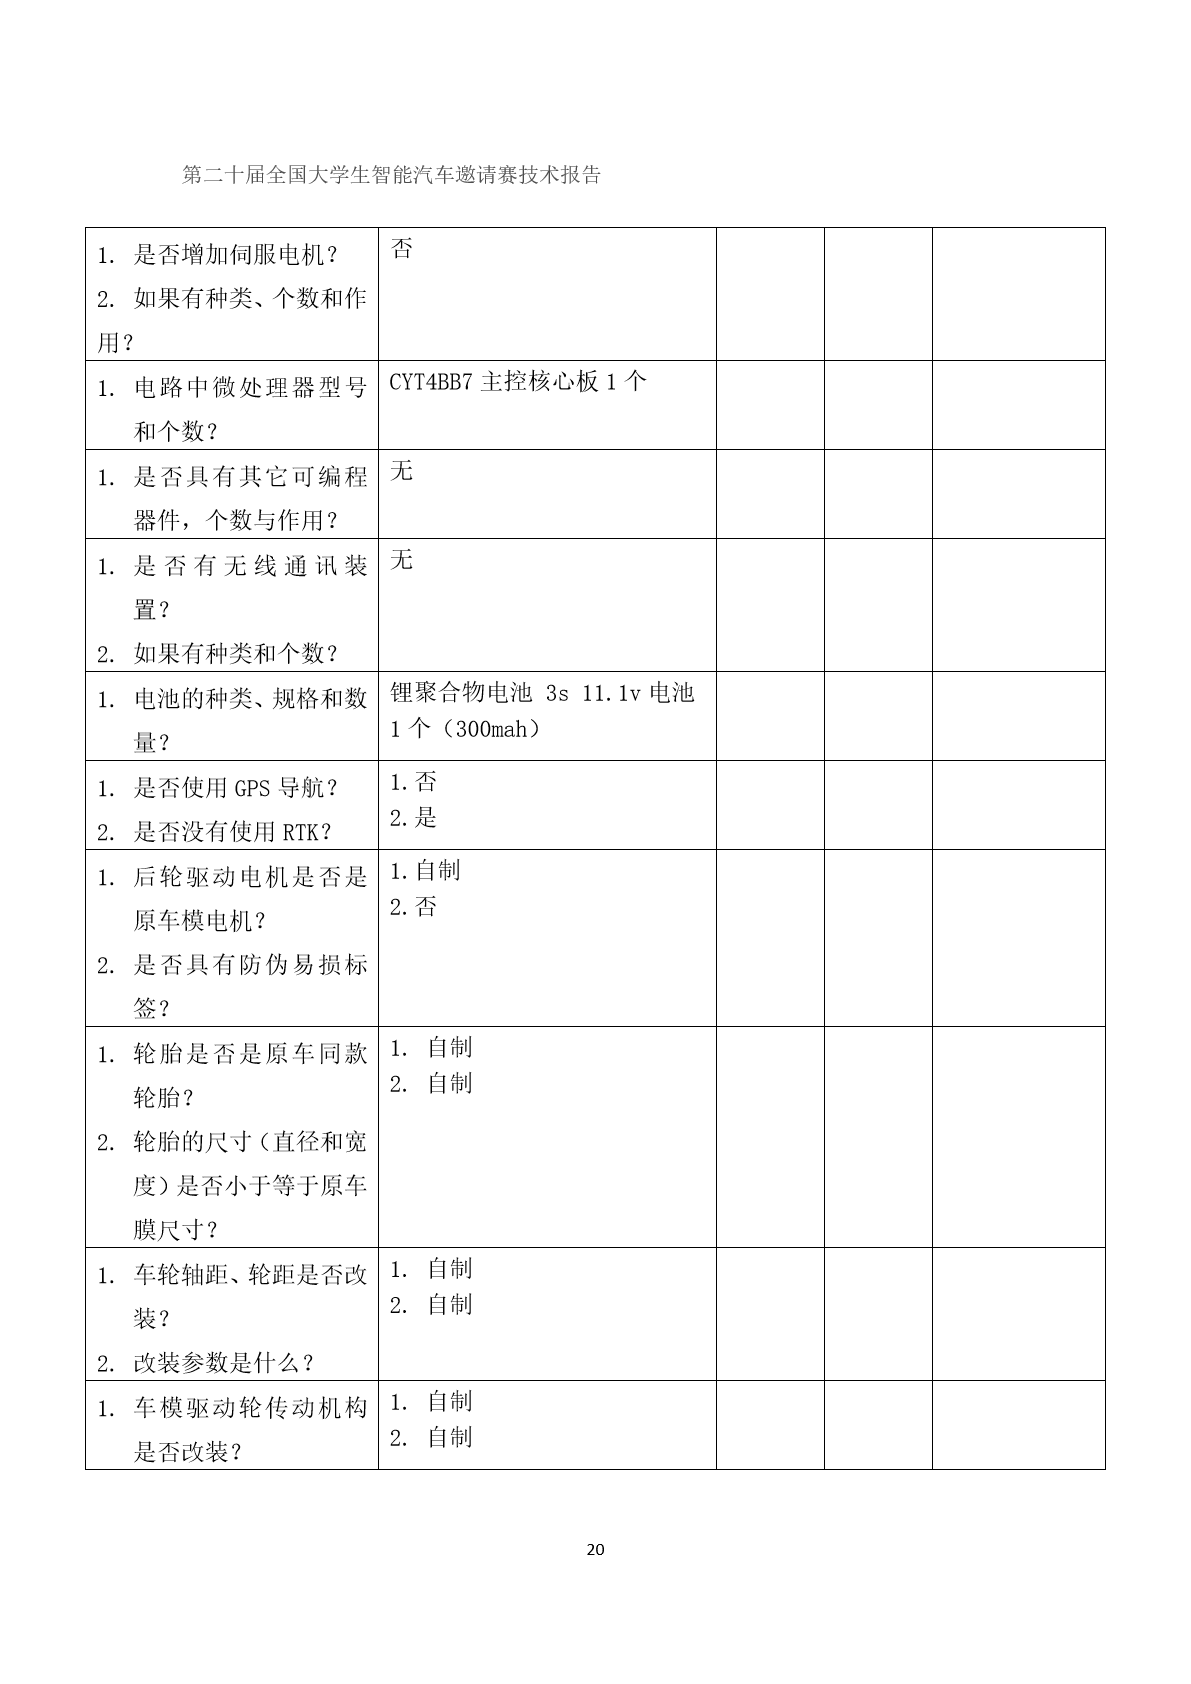 第二十届全国大学生智能汽车邀请赛技术报告
1. 是否增加伺服电机？
2. 如果有种类、个数和作
用？
否
1. 电路中微处理器型号
和个数？
CYT4BB7 主控核心板 1 个
1. 是否具有其它可编程
器件，个数与作用？
无
1. 是否有无线通讯装
置？
2. 如果有种类和个数？
无
1. 电池的种类、规格和数
量？
锂聚合物电池 3s 11.1v 电池
1 个（300mah）
1. 是否使用 GPS 导航？
2. 是否没有使用 RTK？
1.否
2.是
1. 后轮驱动电机是否是
原车模电机？
2. 是否具有防伪易损标
签？
1.自制
2.否
1. 轮胎是否是原车同款
轮胎？
2. 轮胎的尺寸（直径和宽
度）是否小于等于原车
膜尺寸？
1. 自制
2. 自制
1. 车轮轴距、轮距是否改
装？
2. 改装参数是什么？
1. 自制
2. 自制
1. 车模驱动轮传动机构
是否改装？
1. 自制
2. 自制
20